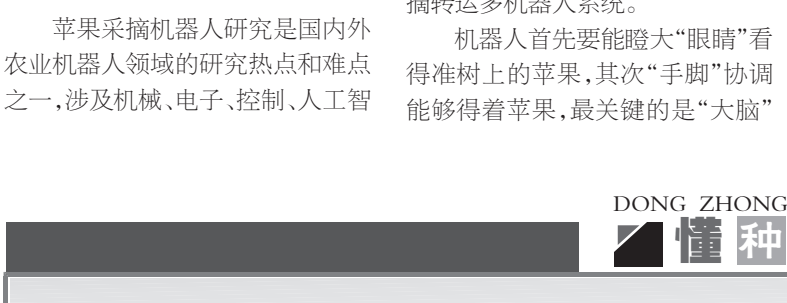 苹果采摘机器人研究是国内外
农业机器人领域的研究热点和难点
之一,涉及机械、电子、控制、人工智
摘转运多机器人系统。
机器人首先要能瞪大“眼睛”看
得准树上的苹果,其次“手脚”协调
能够得着苹果,最关键的是“大脑”
DONG ZHONG
懂种